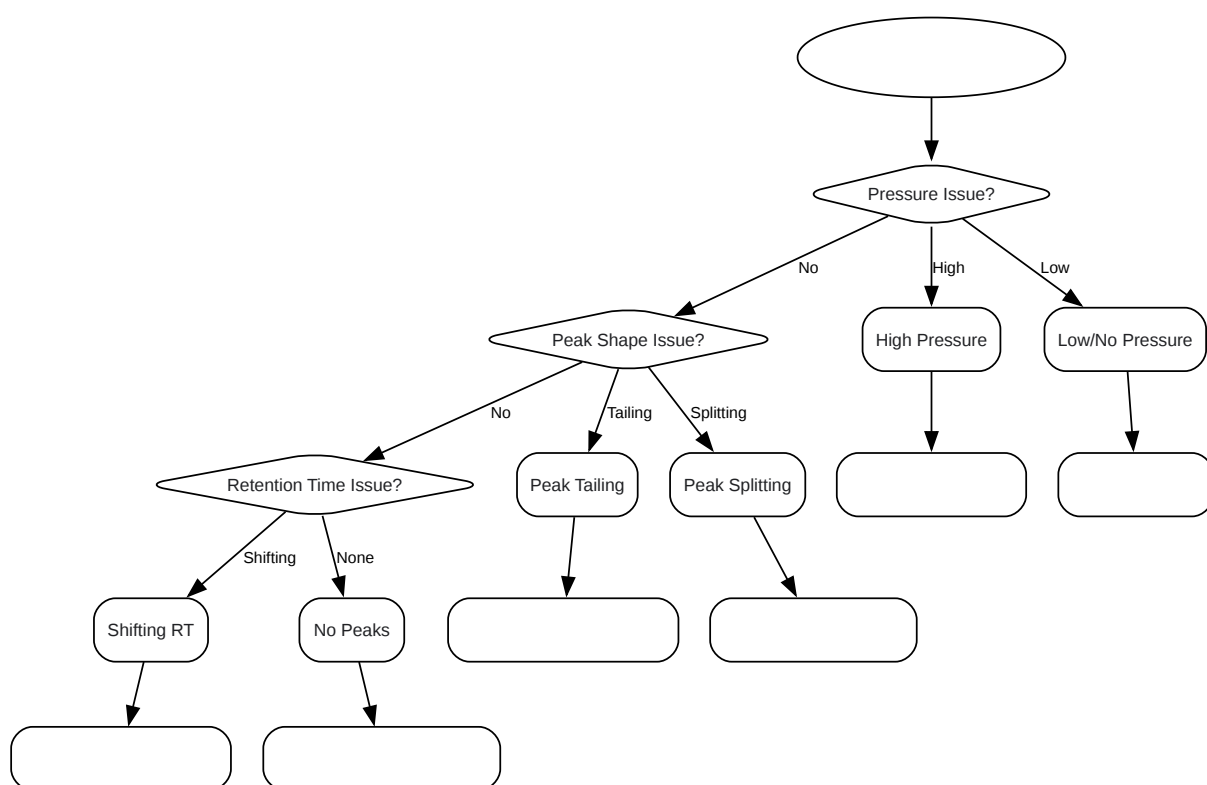 Pressure Issue?
No
High
Low
Peak Shape Issue?
High Pressure
Low/No Pressure
No
Tailing
Splitting
Retention Time Issue?
Peak Tailing
Peak Splitting
Shifting
None
Shifting RT
No Peaks